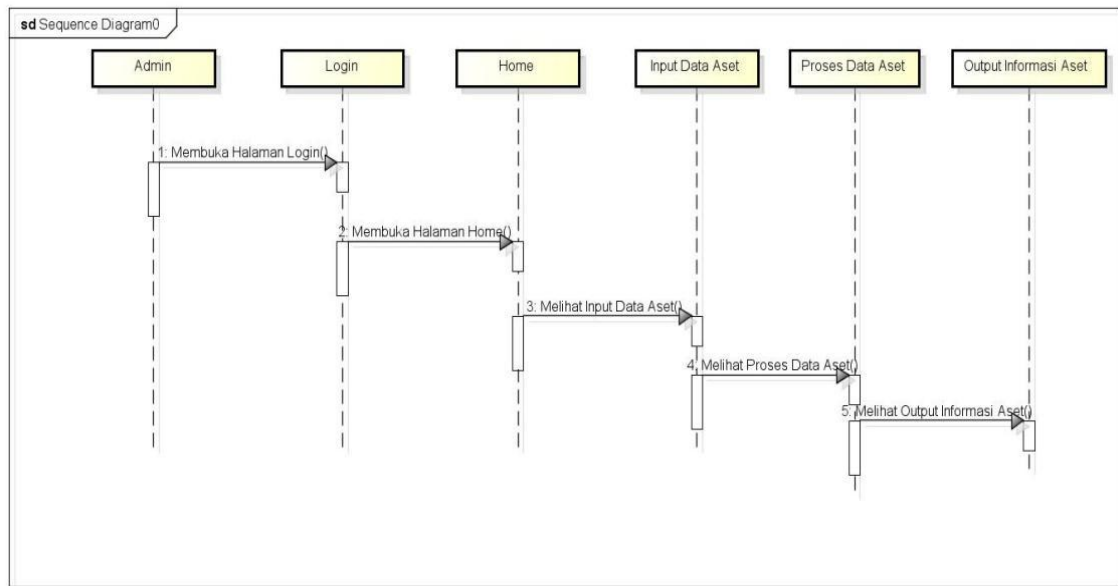 sd Sequence Diagram0
Admin
Login
Home
Input Data Aset
Proses Data Aset
Output Informasi Aset
1: Membuka Halaman Login()
2: Membuka Halaman Home()
3: Melihat Input Data Aset()
4: Melihat Proses Data Aset()
5: Melihat Output Informasi Aset()